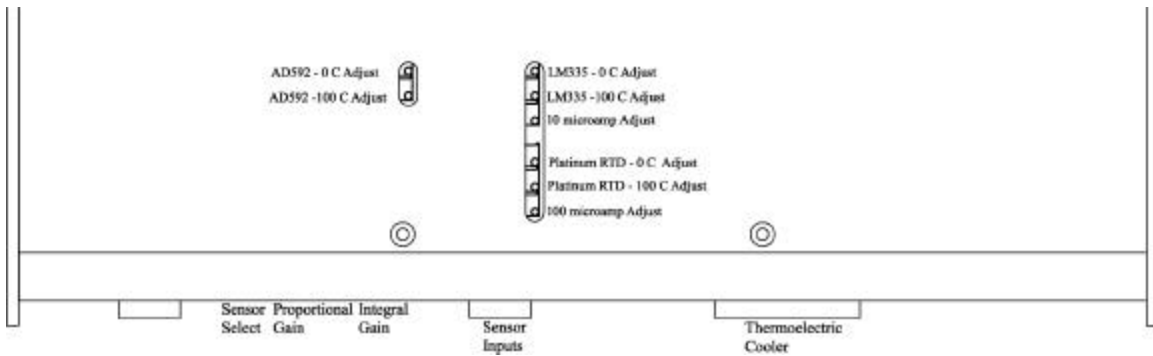 AD592 - 0 C Adjust
AD592 -100 C Adjust
LM335 - 0 C Adjust
LM335 -100 C Adjust
10 microamp Adjust
Platinum RTD - 0 C Adjust
Platinum RTD - 100 C Adjust
100 microamp Adjust
Sensor Select
Proportional Gain
Integral Gain
Sensor Inputs
Thermoelectric Cooler